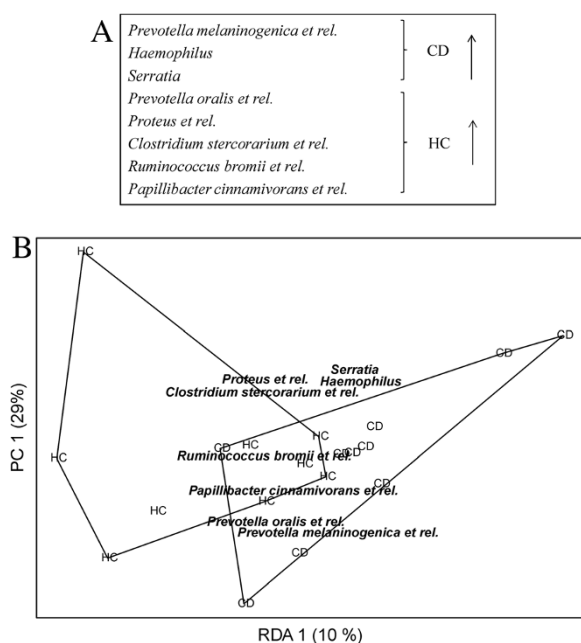 A
Prevotella melaninogenica et rel.
Haemophilus
Serratia
CD
Prevotella oralis et rel.
Proteus et rel.
Clostridium stercorarium et rel.
Ruminococcus bromii et rel.
Papillibacter cinnamivorans et rel.
HC
B
HC
CD
CD
Serratia
Proteus et rel.
Haemophilus
Clostridium stercorarium et rel.
CD
HC
CD HC CD
HC Ruminococcus bromii et rel. CD CD
HC
HC
CD
Papillibacter cinnamivorans et rel.
HC
HC
Prevotella oralis et rel.
Prevotella melaninogenica et rel.
HC
CD
CD
PC 1 (29%)
RDA 1 (10 %)